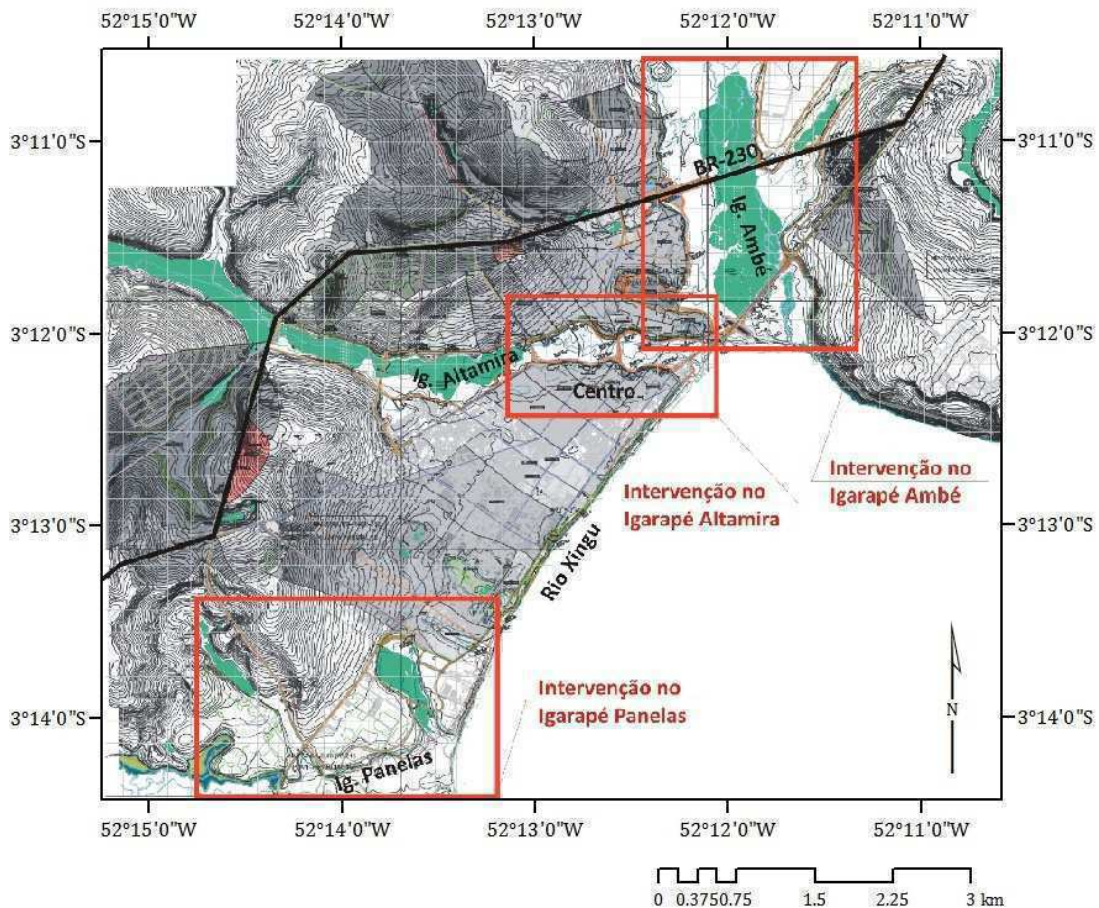 52°15'0"W 52°14'0"W 52°13'0"W 52°12'0"W 52°11'0"W
3°11'0"S
3°11'0"S
BR-230
Ig. Ambé
3°12'0"S
3°12'0"S
Ig. Altamira
Centro
Intervenção no
Igarapé Ambé
Intervenção no
Igarapé Altamira
3°13'0"S
3°13'0"S
Rio Xingu
Intervenção no
Igarapé Panelas
3°14'0"S
3°14'0"S
N
Ig. Panelas
52°15'0"W 52°14'0"W 52°13'0"W 52°12'0"W 52°11'0"W
0 0.375 0.75 1.5 2.25 3 km